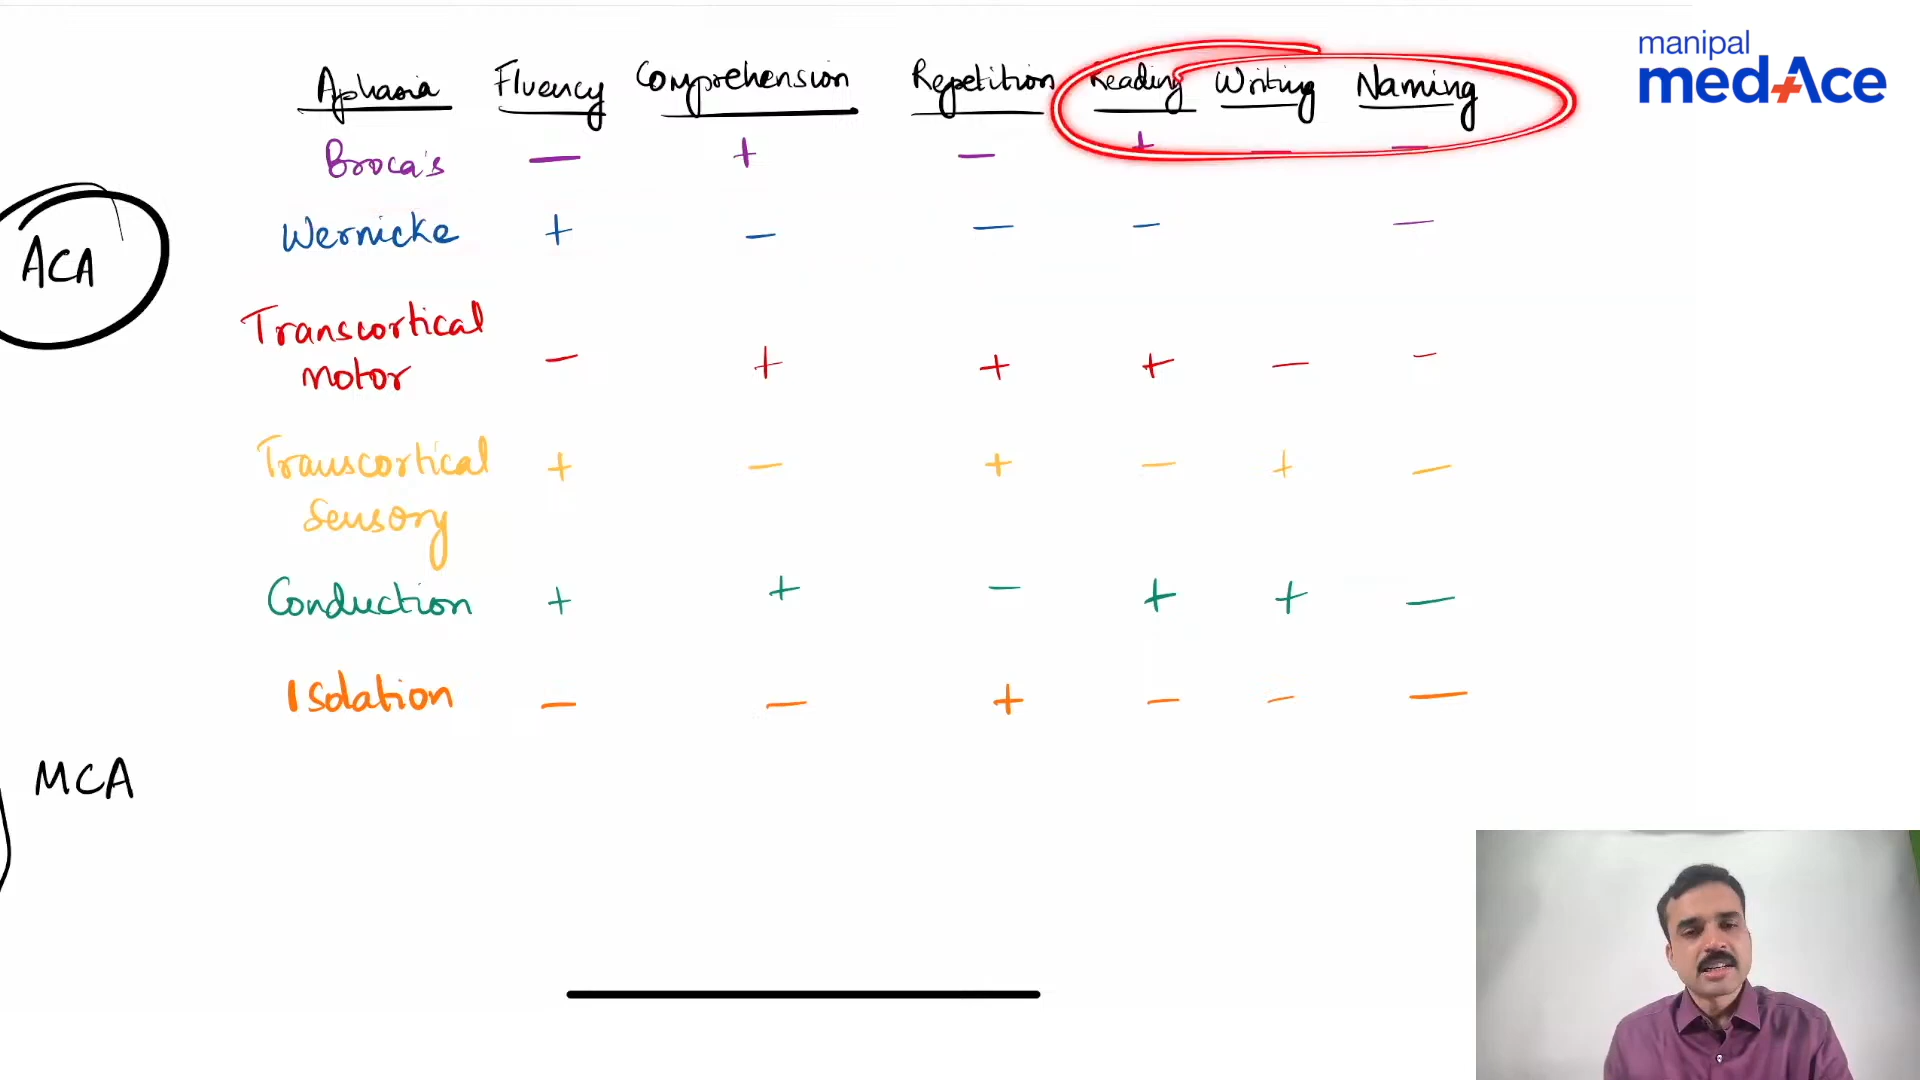 manipal
medAce
Aphasia Fluency Comprehension Repetition Reading Writing Naming
Broca's — + — + — —
Wernicke + — — — —
ACA
Transcortical
motor — + + + — —
Transcortical + — + — + —
Sensory
Conduction + + — + + —
Isolation — — + — — —
MCA